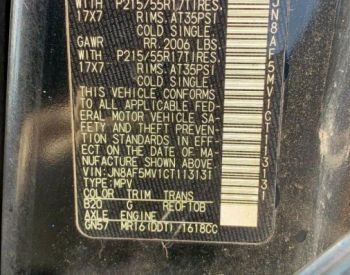 WITH P215/55R17TIRES.
17X7 RIMS. AT35PSI
COLD SINGLE.
GAWR RR. 2006 LBS.
WITH P215/55R17TIRES.
17X7 RIMS. AT35PSI
COLD SINGLE.
THIS VEHICLE CONFORMS
TO ALL APPLICABLE FED-
ERAL MOTOR VEHICLE SA-
FETY AND THEFT PREVEN-
TION STANDARDS IN EFF-
ECT ON THE DATE OF MA-
NUFACTURE SHOWN ABOVE.
VIN: JN8AF5MV1CT113131
TYPE: MPV
COLOR TRIM TRANS
B20 G RE0F10B
AXLE ENGINE
GN57 MR16(DDT) 1618CC
JN8AF5MV1CT113131